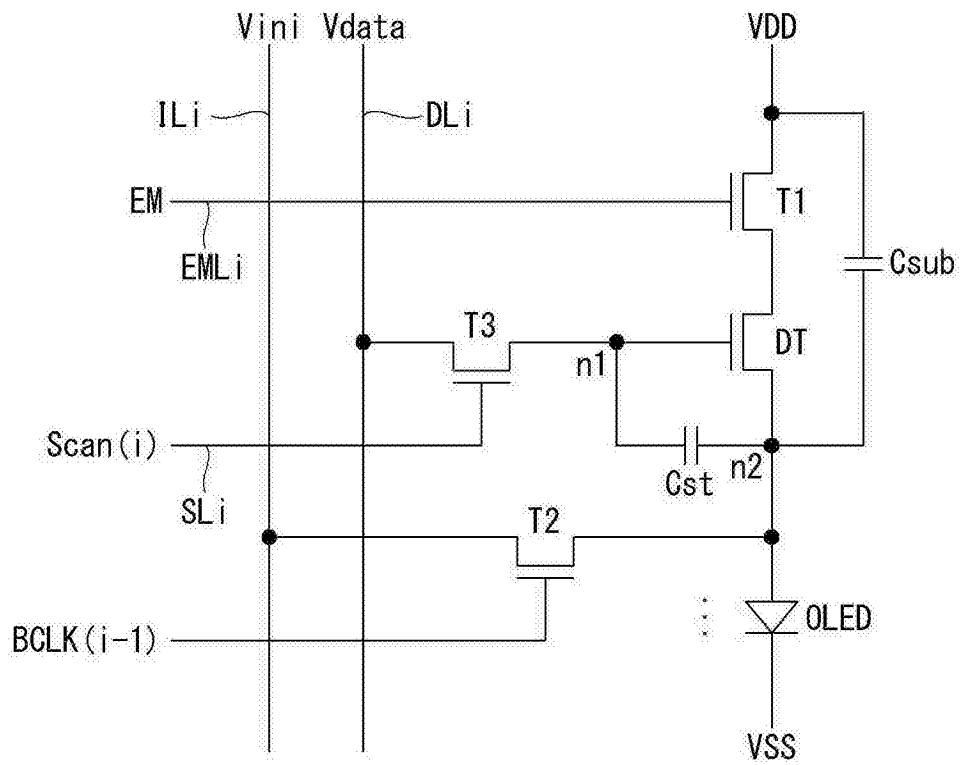 Vini Vdata VDD
ILi DLi
EM T1
EMLi Csub
T3 DT
n1
Scan(i) n2
Cst
SLi T2
BCLK(i-1) OLED
VSS